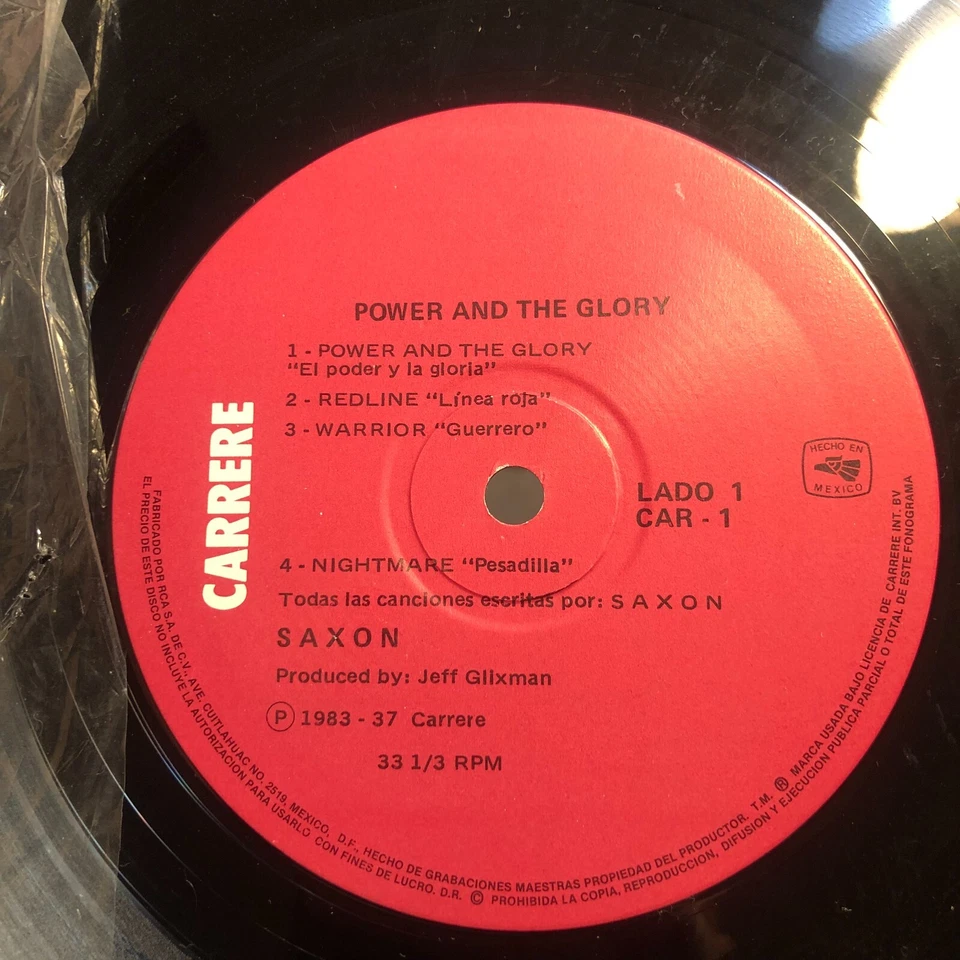 POWER AND THE GLORY
1 - POWER AND THE GLORY
"El poder y la gloria"
2 - REDLINE "Línea roja"
3 - WARRIOR "Guerrero"
CARRERE
HECHO EN
MEXICO
LADO 1
CAR - 1
4 - NIGHTMARE "Pesadilla"
Todas las canciones escritas por: SAXON
SAXON
Produced by: Jeff Glixman
Ⓟ 1983 - 37 Carrere
33 1/3 RPM
FABRICADO POR RCA S.A. DE C.V., AVE. CUITLAHUAC NO. 2519, MEXICO, D.F., HECHO DE GRABACIONES MAESTRAS PROPIEDAD DEL PRODUCTOR. T.M. ® MARCA USADA BAJO LICENCIA DE CARRERE INT. BV
EL PRECIO DE ESTE DISCO NO INCLUYE LA AUTORIZACION PARA USARLO CON FINES DE LUCRO. D.R. © PROHIBIDA LA COPIA, REPRODUCCION, DIFUSION Y EJECUCION PUBLICA PARCIAL O TOTAL DE ESTE FONOGRAMA